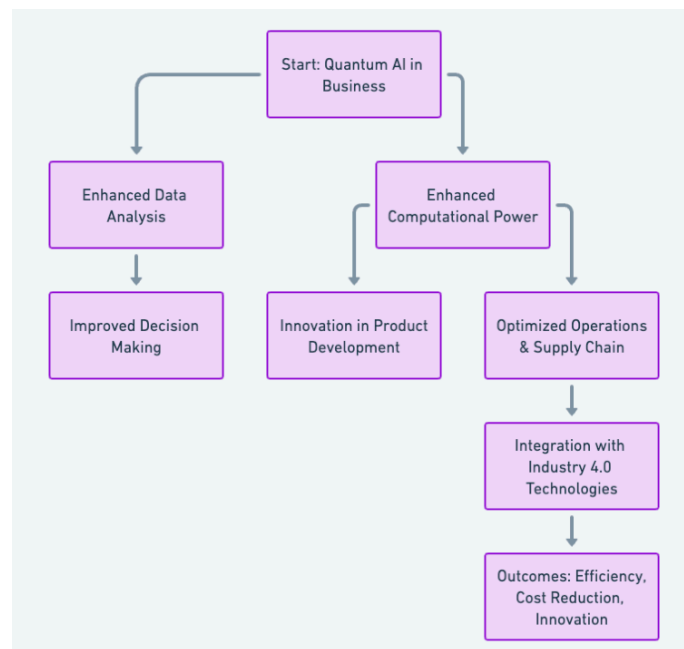 Start: Quantum AI in
Business
Enhanced Data
Analysis
Enhanced
Computational Power
Improved Decision
Making
Innovation in Product
Development
Optimized Operations
& Supply Chain
Integration with
Industry 4.0
Technologies
Outcomes: Efficiency,
Cost Reduction,
Innovation